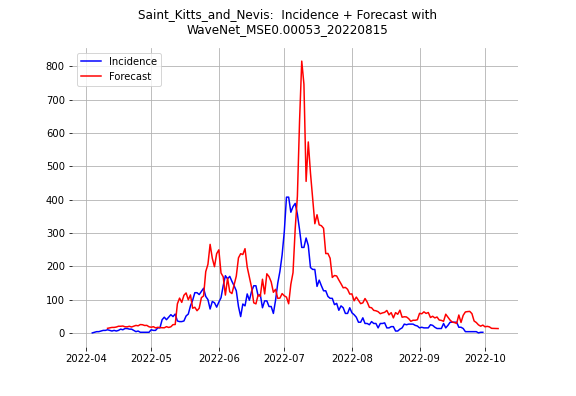 Saint_Kitts_and_Nevis:  Incidence + Forecast with
WaveNet_MSE0.00053_20220815
Incidence
Forecast
800
700
600
500
400
300
200
100
0
2022-04 2022-05 2022-06 2022-07 2022-08 2022-09 2022-10